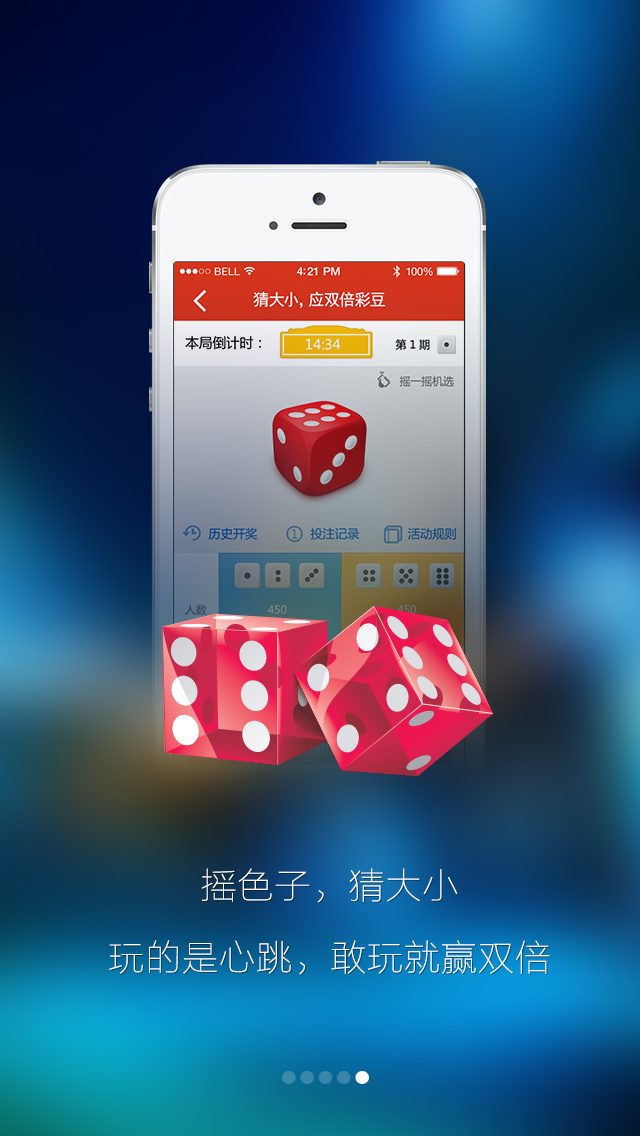 BELL 4:21 PM 100%
猜大小, 应双倍彩豆
本局倒计时： 14:34 第 1 期
摇一摇机选
历史开奖 1 投注记录 活动规则
人数 450 450
摇色子，猜大小
玩的是心跳，敢玩就赢双倍